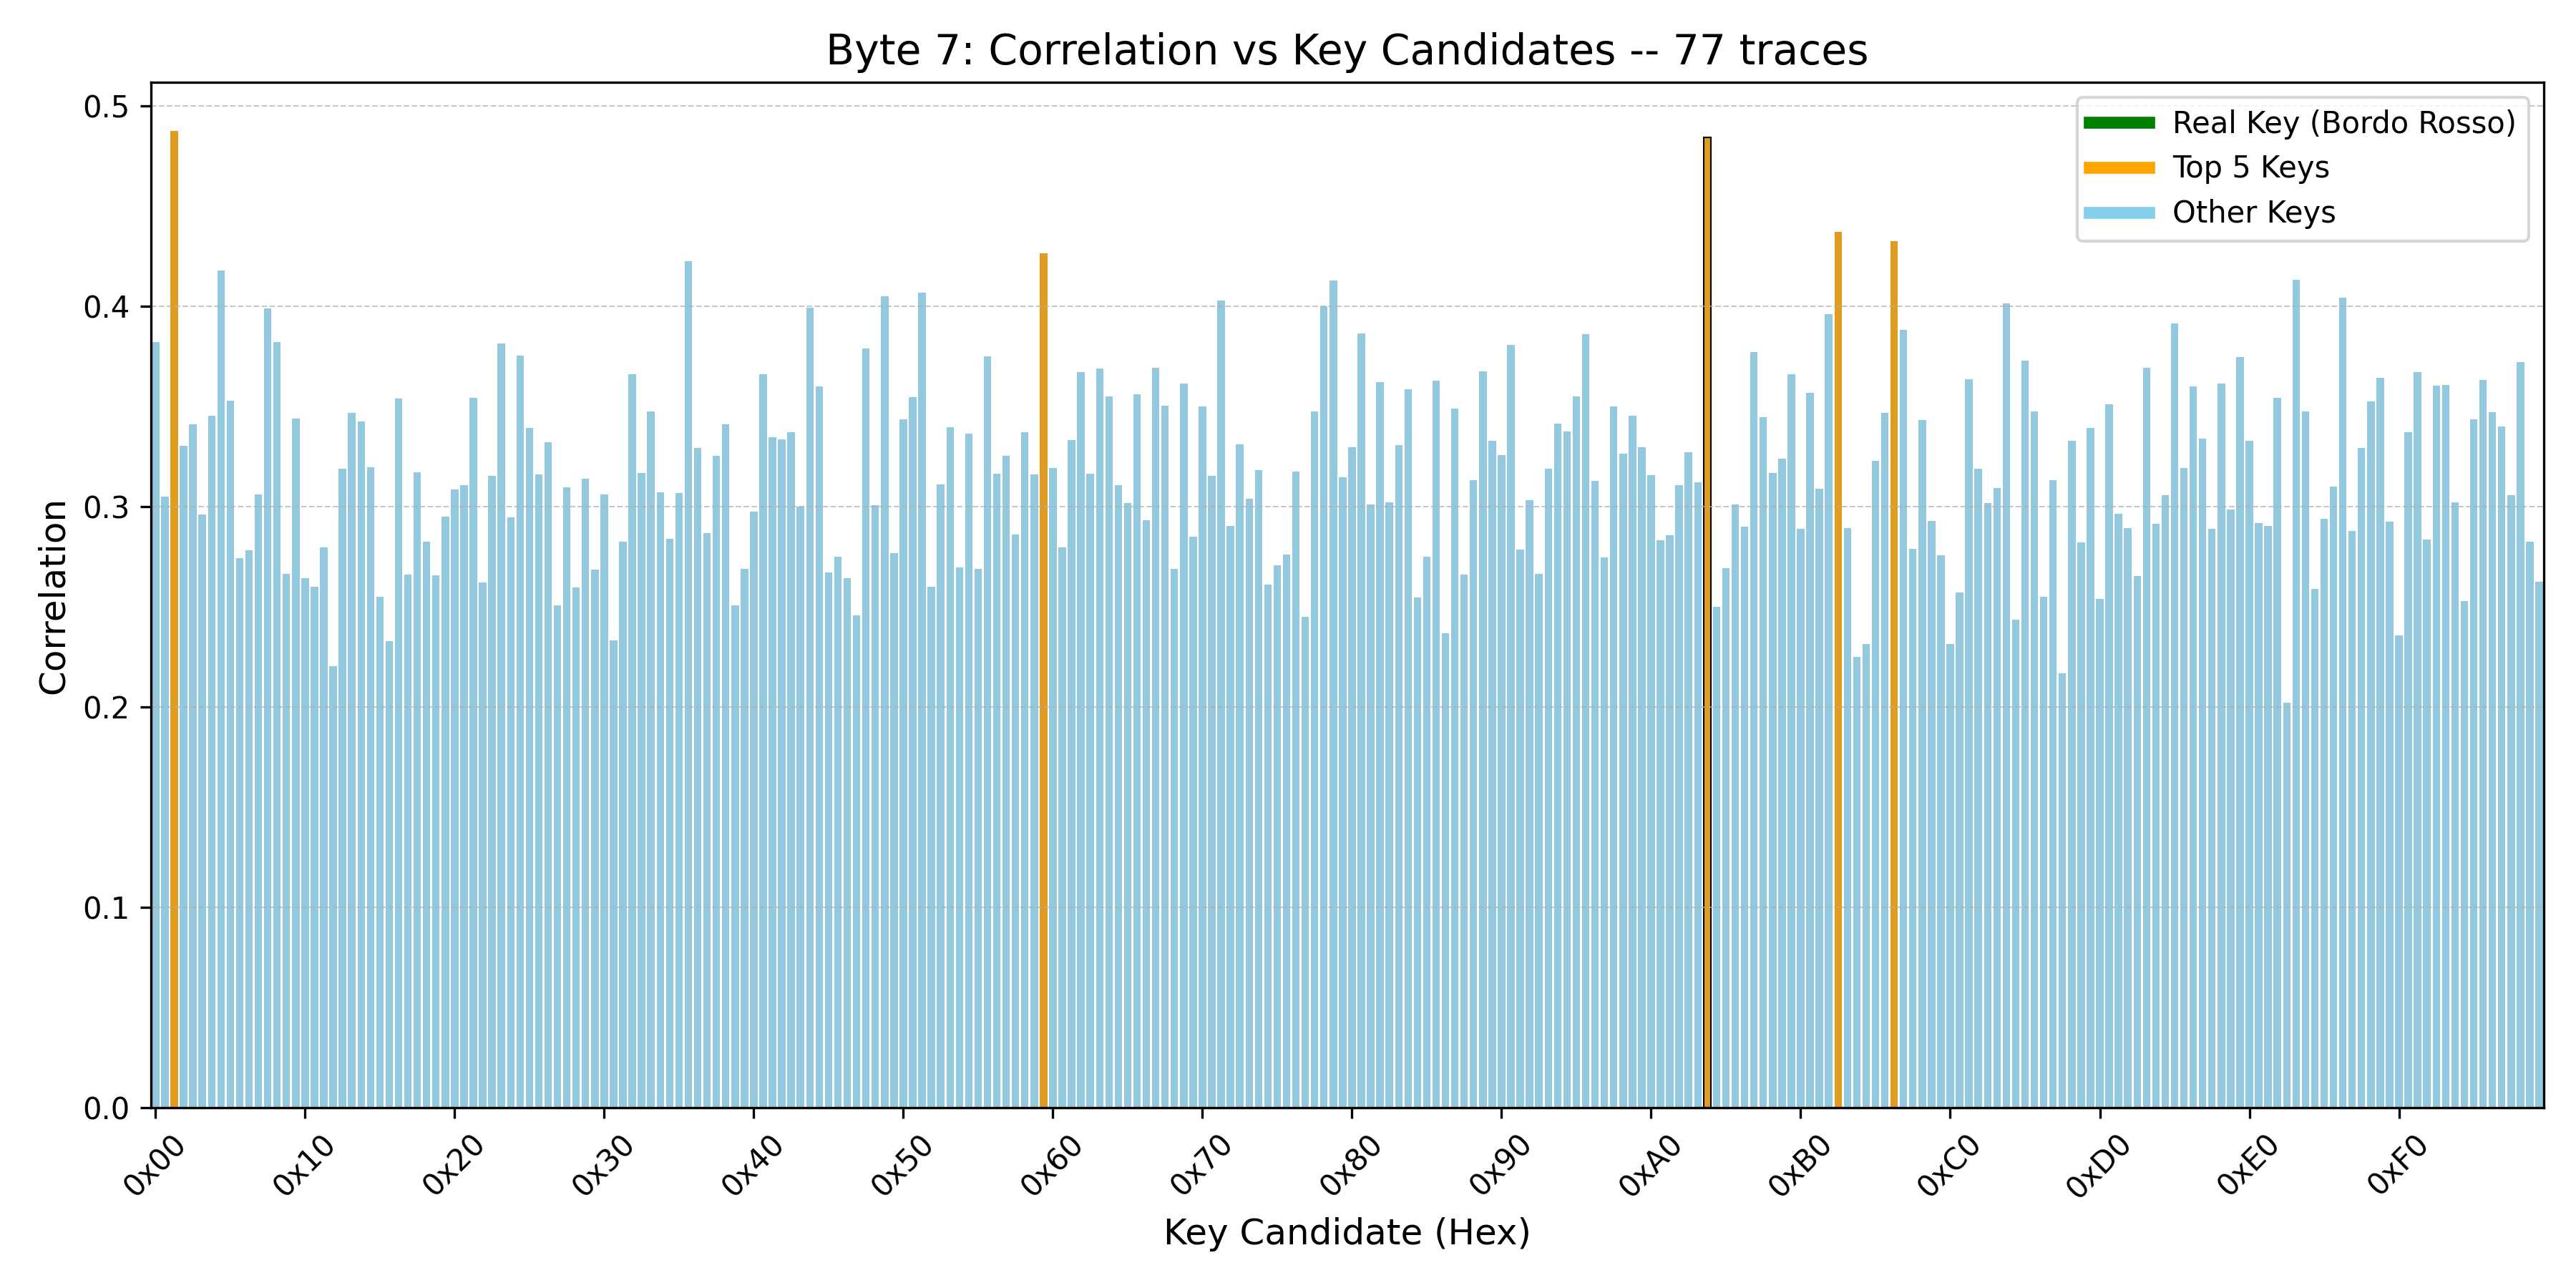 Byte 7: Correlation vs Key Candidates -- 77 traces
0.5
0.4
0.3
0.2
0.1
0.0
Correlation
Real Key (Bordo Rosso)
Top 5 Keys
Other Keys
0x00 0x10 0x20 0x30 0x40 0x50 0x60 0x70 0x80 0x90 0xA0 0xB0 0xC0 0xD0 0xE0 0xF0
Key Candidate (Hex)